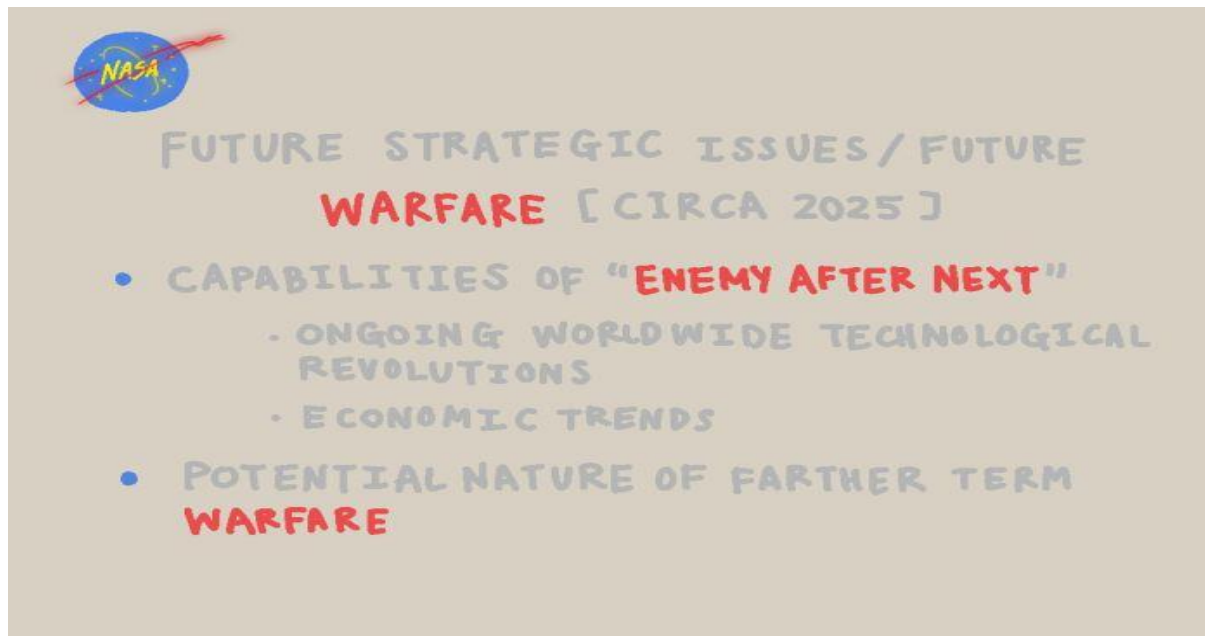 NASA
FUTURE STRATEGIC ISSUES/FUTURE
WARFARE [CIRCA 2025]
• CAPABILITIES OF "ENEMY AFTER NEXT"
· ONGOING WORLDWIDE TECHNOLOGICAL
REVOLUTIONS
· ECONOMIC TRENDS
• POTENTIAL NATURE OF FARTHER TERM
WARFARE